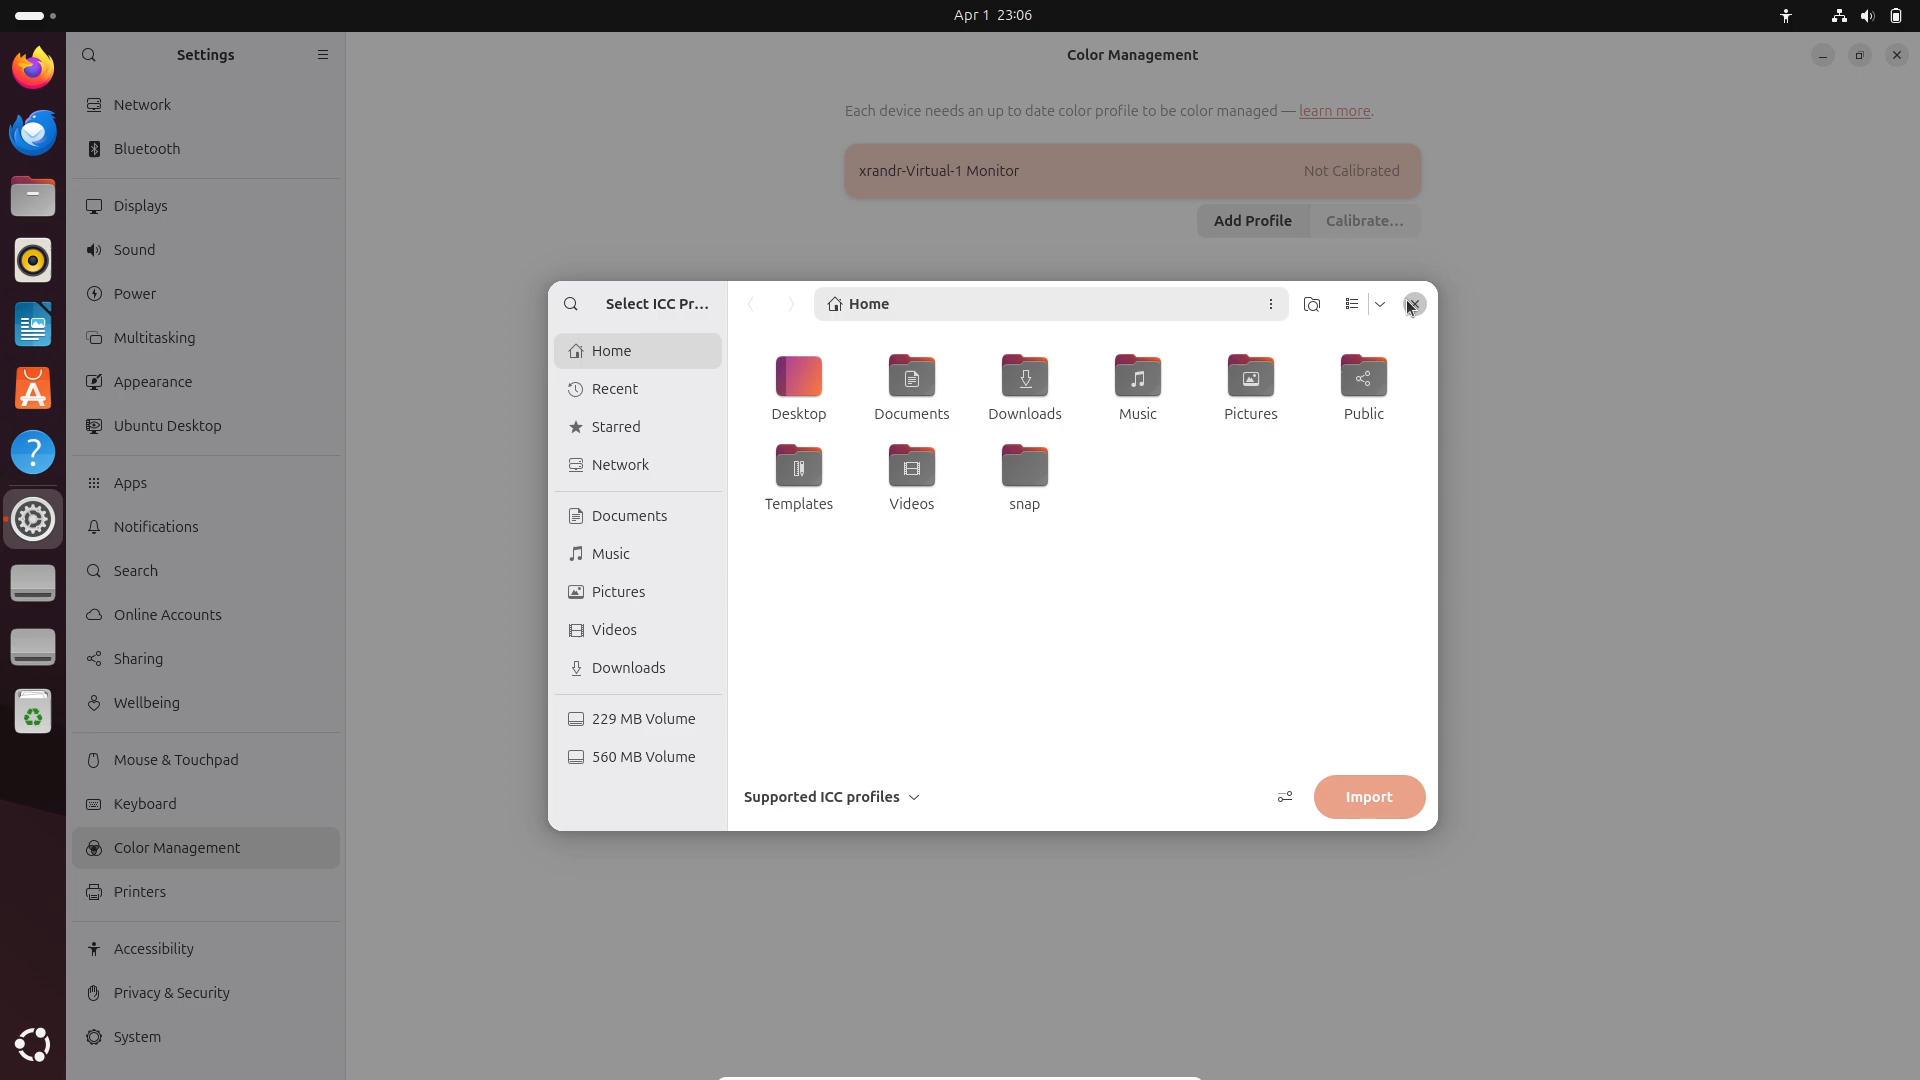 Apr 1 23:06
Settings
Color Management
Network
Bluetooth
Displays
Sound
Power
Multitasking
Appearance
Ubuntu Desktop
Apps
Notifications
Search
Online Accounts
Sharing
Wellbeing
Mouse & Touchpad
Keyboard
Color Management
Printers
Accessibility
Privacy & Security
System
Each device needs an up to date color profile to be color managed — learn more.
xrandr-Virtual-1 Monitor Not Calibrated
Add Profile Calibrate…
Select ICC Pr…
Home
Home
Recent
Starred
Network
Documents
Music
Pictures
Videos
Downloads
229 MB Volume
560 MB Volume
Desktop Documents Downloads Music Pictures Public
Templates Videos snap
Supported ICC profiles
Import